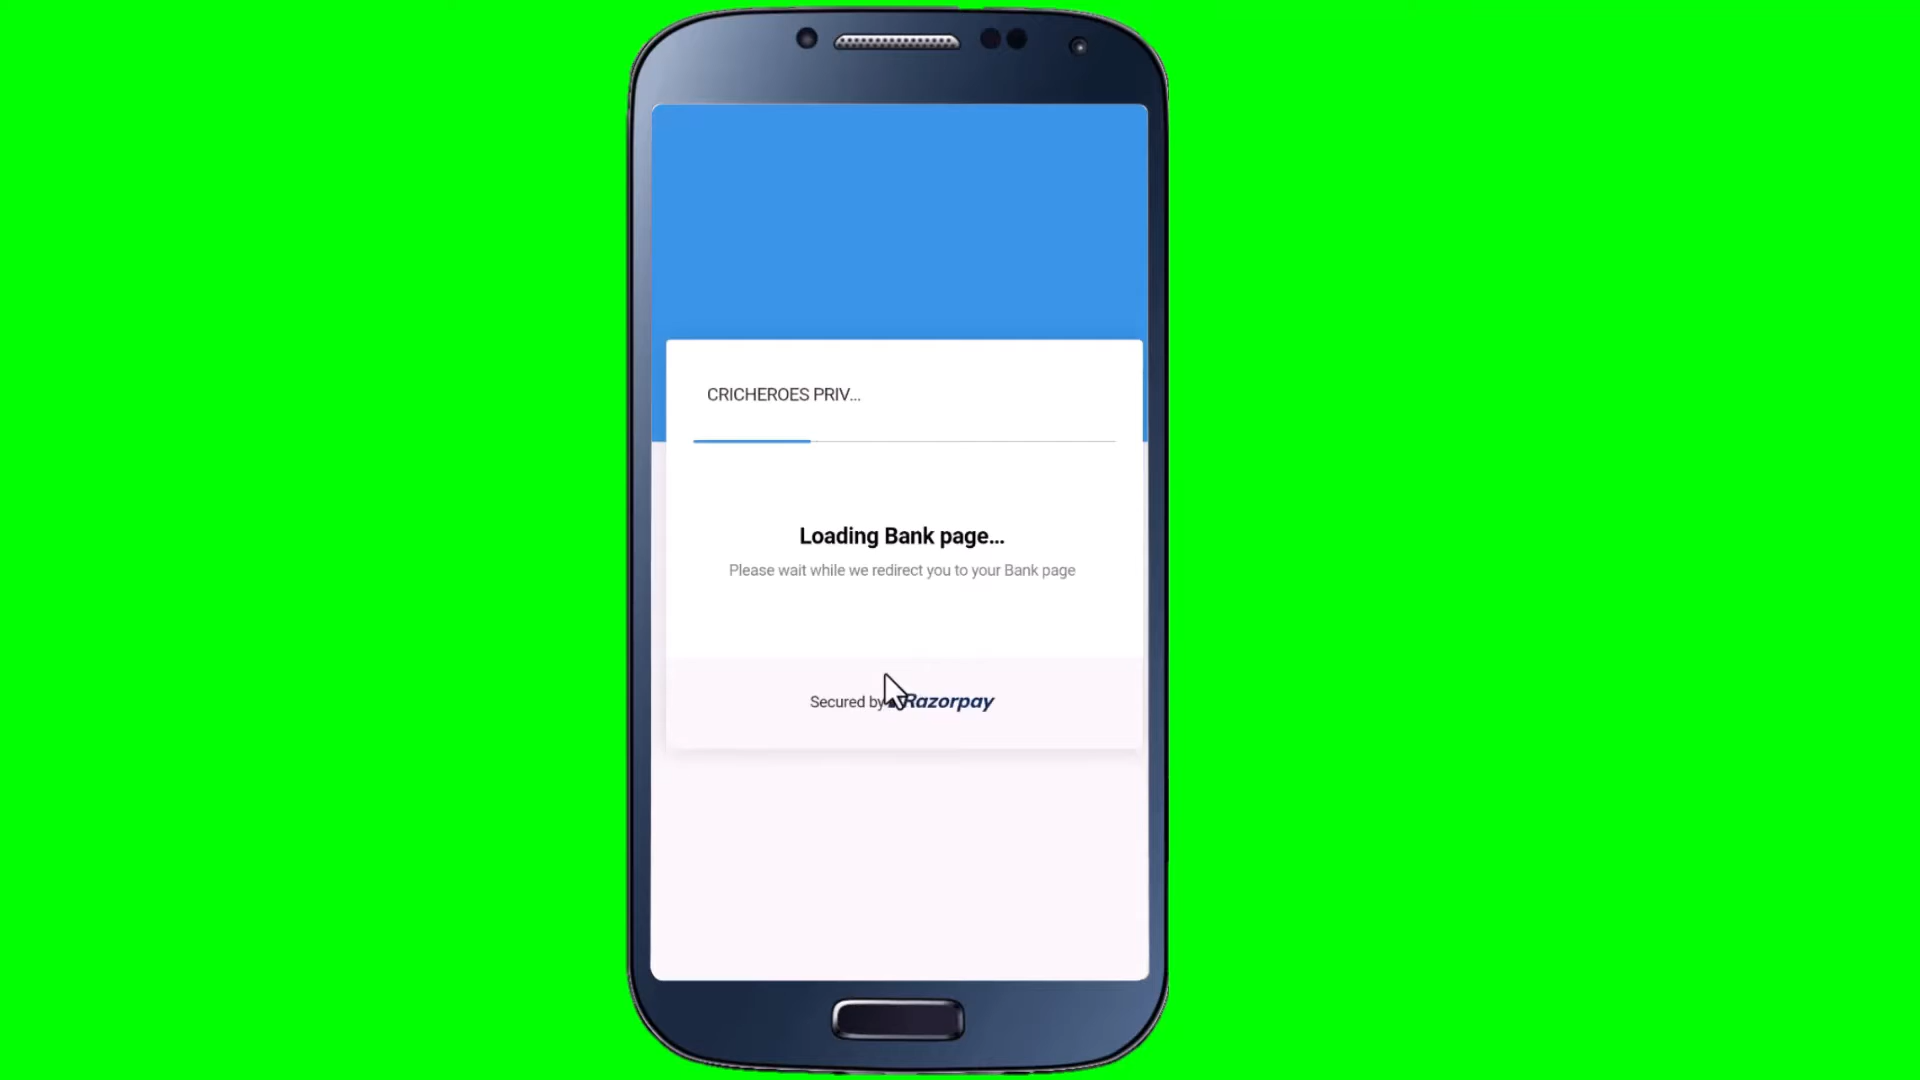 CRICHEROES PRIV...
Loading Bank page...
Please wait while we redirect you to your Bank page
Secured by Razorpay